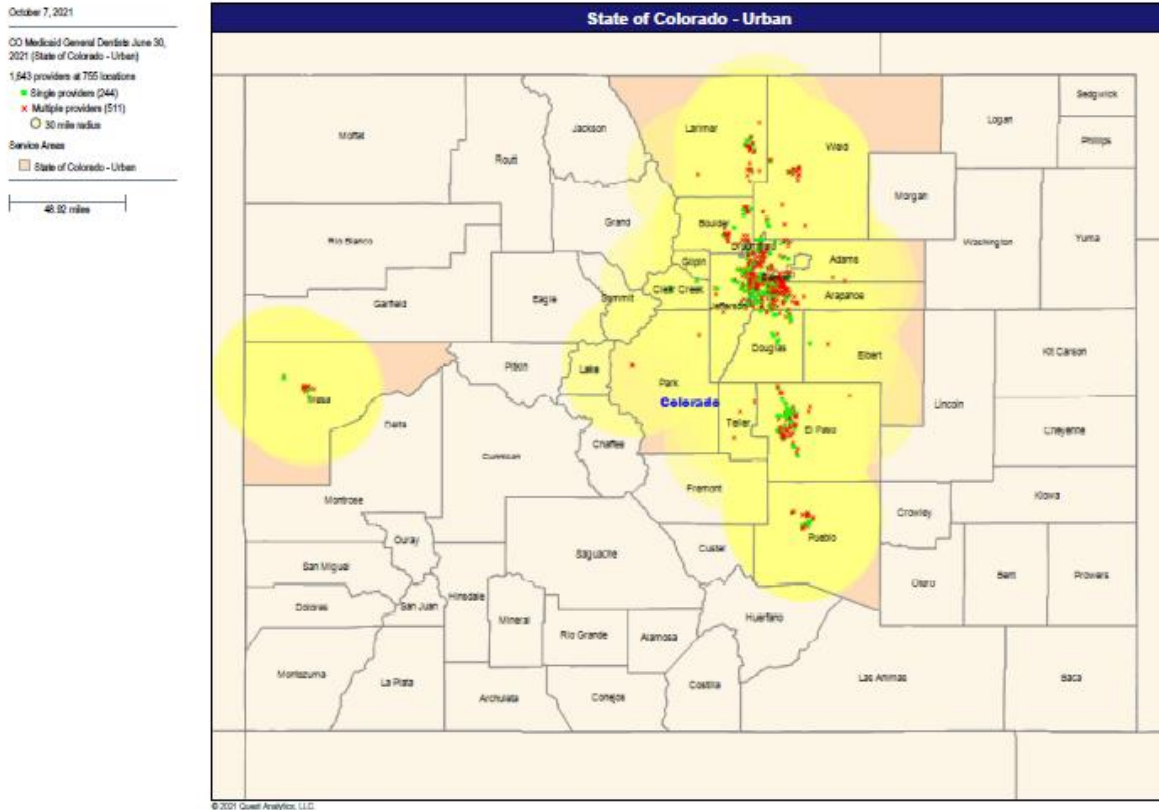 October 7, 2021
CO Medicaid General Dentists June 30,
2021 (State of Colorado - Urban)
1,643 providers at 755 locations
Single providers (244)
Multiple providers (511)
30 mile radius
Service Areas
State of Colorado - Urban
48.92 miles
State of Colorado - Urban
Sedgwick
Logan
Jackson
Larimer
Moffat
Phillips
Weld
Routt
Morgan
Boulder
Grand
Washington
Yuma
Rio Blanco
Gilpin
Adams
Clear Creek
Arapahoe
Summit
Eagle
Garfield
Jefferson
Douglas
Elbert
Kit Carson
Pitkin
Lake
Park
Mesa
Colorado
Lincoln
Teller
El Paso
Delta
Cheyenne
Chaffee
Gunnison
Fremont
Kiowa
Montrose
Crowley
Pueblo
Ouray
Custer
Saguache
San Miguel
Otero
Bent
Prowers
Hinsdale
Dolores
San Juan
Mineral
Huerfano
Rio Grande
Alamosa
Montezuma
La Plata
Costilla
Las Animas
Baca
Archuleta
Conejos
© 2021 Quest Analytics, LLC.